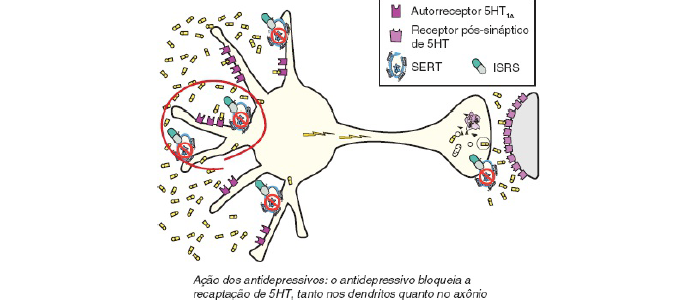 Autorreceptor 5HT1A
Receptor pós-sináptico
de 5HT
SERT
ISRS
Ação dos antidepressivos: o antidepressivo bloqueia a
recaptação de 5HT, tanto nos dendritos quanto no axônio